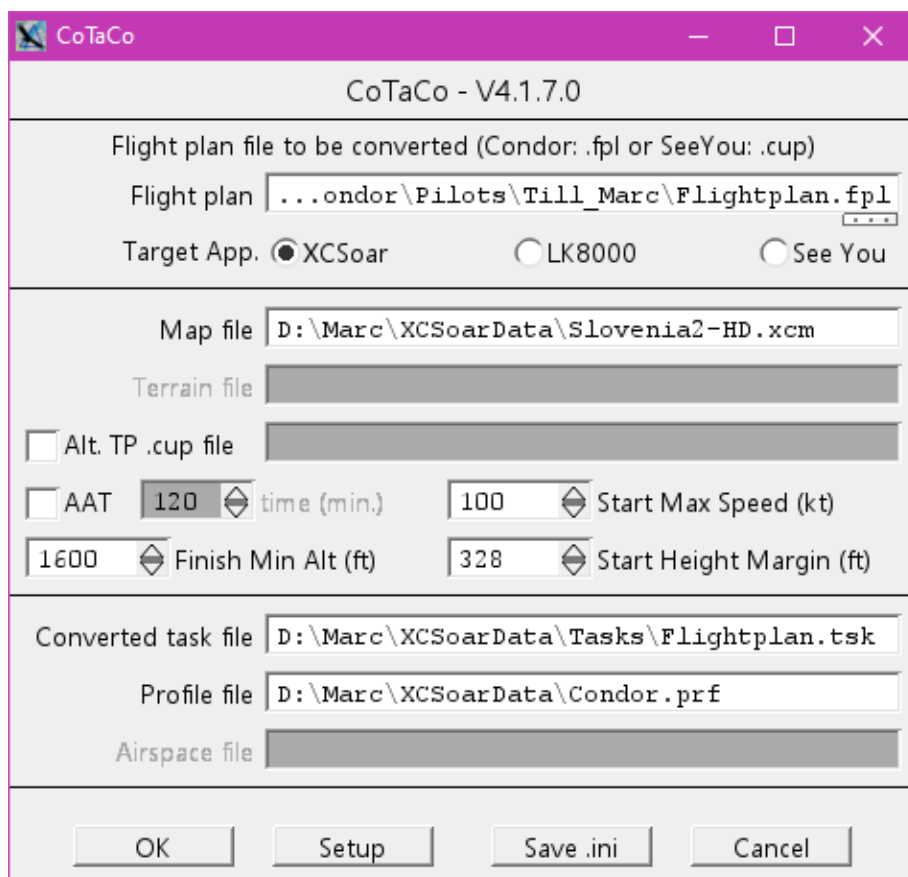 CoTaCo
CoTaCo - V4.1.7.0
Flight plan file to be converted (Condor: .fpl or SeeYou: .cup)
Flight plan ...ondor\Pilots\Till_Marc\Flightplan.fpl
...
Target App. XCSoar LK8000 See You
Map file D:\Marc\XCSoarData\Slovenia2-HD.xcm
Terrain file
Alt. TP .cup file
AAT 120 time (min.) 100 Start Max Speed (kt)
1600 Finish Min Alt (ft) 328 Start Height Margin (ft)
Converted task file D:\Marc\XCSoarData\Tasks\Flightplan.tsk
Profile file D:\Marc\XCSoarData\Condor.prf
Airspace file
OK Setup Save .ini Cancel